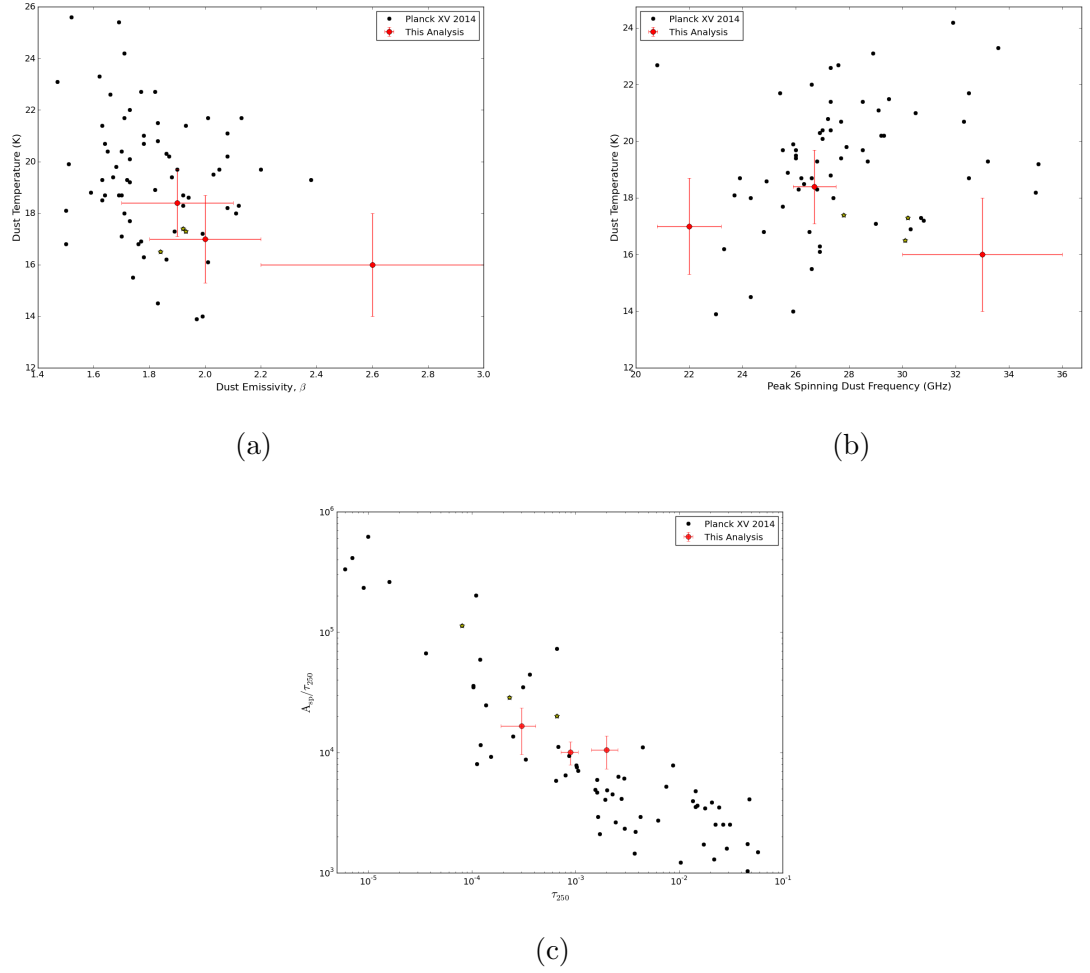 26
24
22
20
18
16
14
12
1.4 1.6 1.8 2.0 2.2 2.4 2.6 2.8 3.0
Dust Temperature (K)
Dust Emissivity, β
Planck XV 2014
This Analysis
(a)
24
22
20
18
16
14
12
22 24 26 28 30 32 34 36
Dust Temperature (K)
Peak Spinning Dust Frequency (GHz)
Planck XV 2014
This Analysis
(b)
10^6
10^5
10^4
10^3
10^-5 10^-4 10^-3 10^-2 10^-1
A_sp/τ_250
τ_250
Planck XV 2014
This Analysis
(c)